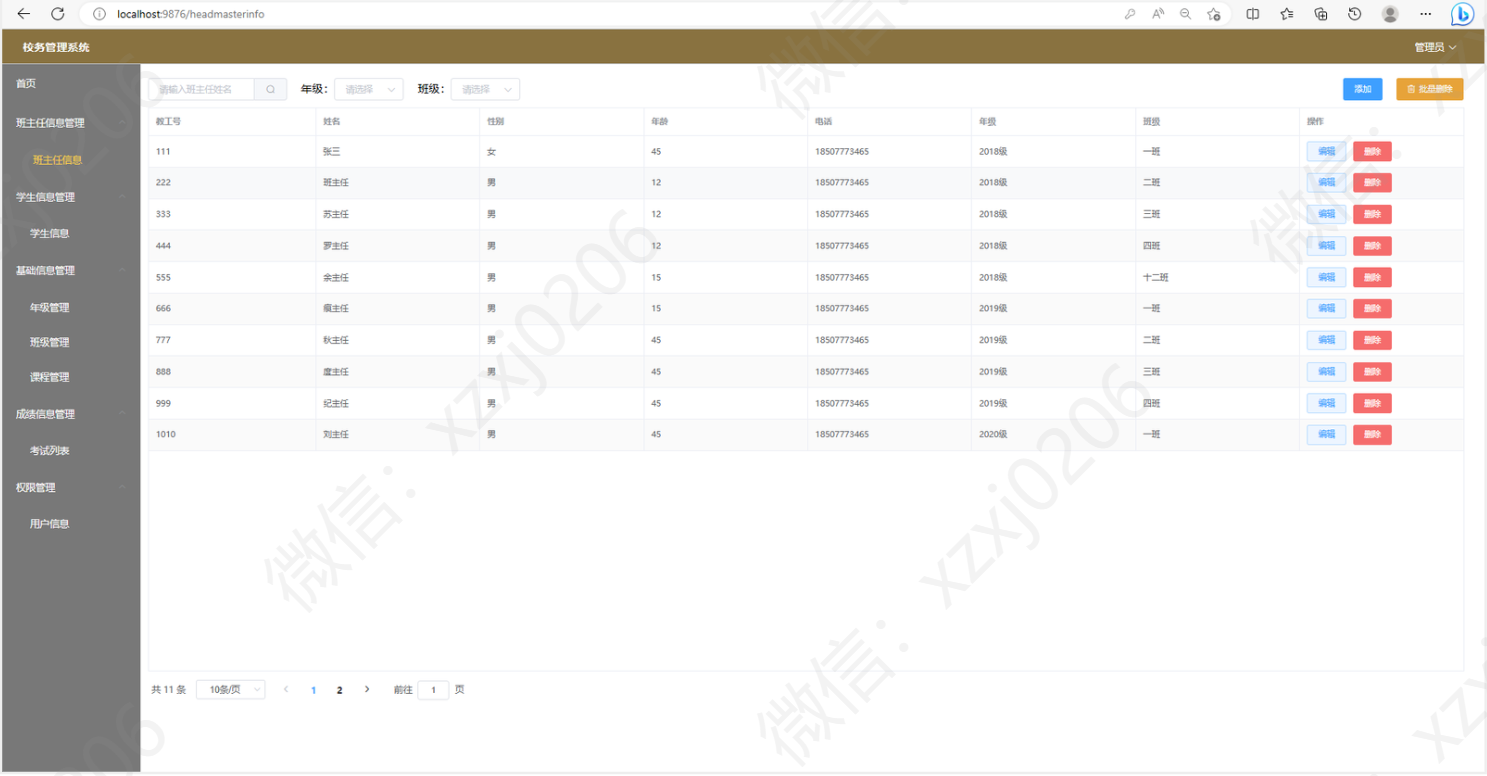 localhost:9876/headmasterinfo
校务管理系统
管理员
首页
班主任信息管理
班主任信息
学生信息管理
学生信息
基础信息管理
年级管理
班级管理
课程管理
成绩信息管理
考试列表
权限管理
用户信息
请输入班主任姓名 年级： 请选择 班级： 请选择 添加 批量删除
教工号 姓名 性别 年龄 电话 年级 班级 操作
111 张三 女 45 18507773465 2018级 一班 编辑 删除
222 班主任 男 12 18507773465 2018级 二班 编辑 删除
333 苏主任 男 12 18507773465 2018级 三班 编辑 删除
444 罗主任 男 12 18507773465 2018级 四班 编辑 删除
555 余主任 男 15 18507773465 2018级 十二班 编辑 删除
666 瘸主任 男 15 18507773465 2019级 一班 编辑 删除
777 秋主任 男 45 18507773465 2019级 二班 编辑 删除
888 度主任 男 45 18507773465 2019级 三班 编辑 删除
999 纪主任 男 45 18507773465 2019级 四班 编辑 删除
1010 刘主任 男 45 18507773465 2020级 一班 编辑 删除
共 11 条 10条/页 1 2 前往 1 页
微信：xzxj0206
微信：xzxj0206